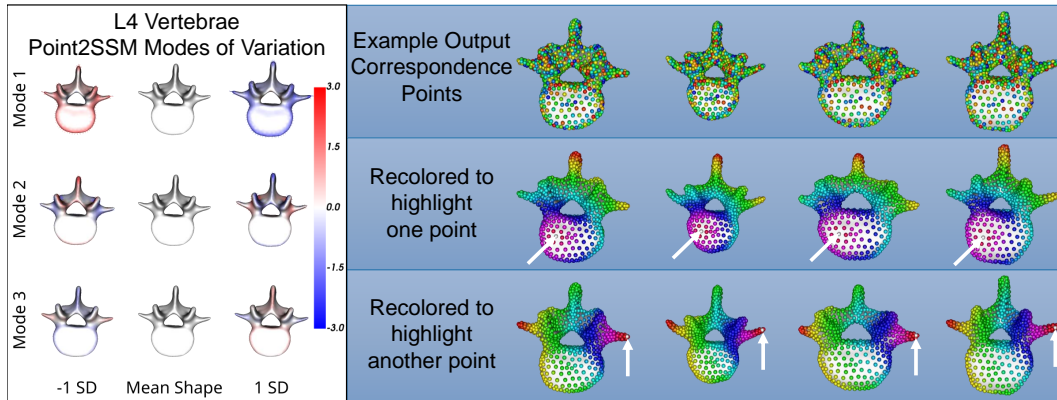 L4 Vertebrae
Point2SSM Modes of Variation
Mode 1
Mode 2
Mode 3
3.0
1.5
0.0
-1.5
-3.0
-1 SD
Mean Shape
1 SD
Example Output
Correspondence
Points
Recolored to
highlight
one point
Recolored to
highlight
another point